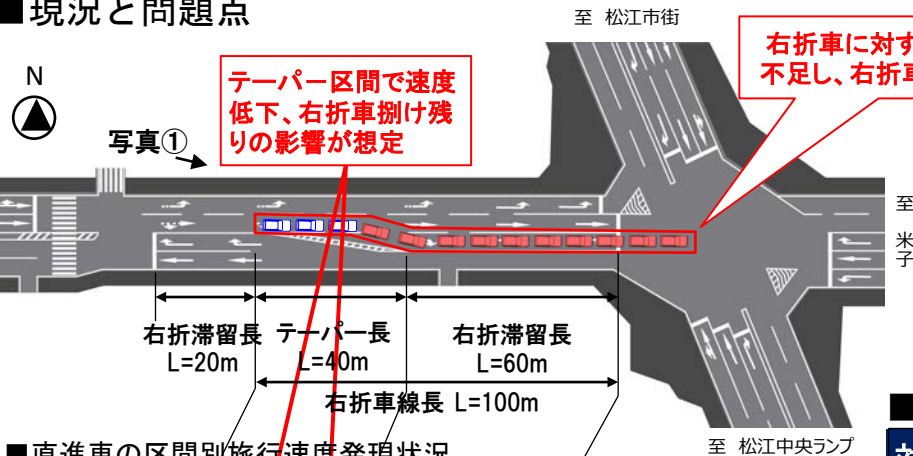 ■現況と問題点
至 松江市街
N
写真①
テーパー区間で速度
低下、右折車捌け残
りの影響が想定
右折車に対す
不足し、右折車
至
米
子
右折滞留長
L=20m
テーパー長
L=40m
右折滞留長
L=60m
右折車線長 L=100m
■直進車の区間別旅行速度発現状況
至 松江中央ランプ
■